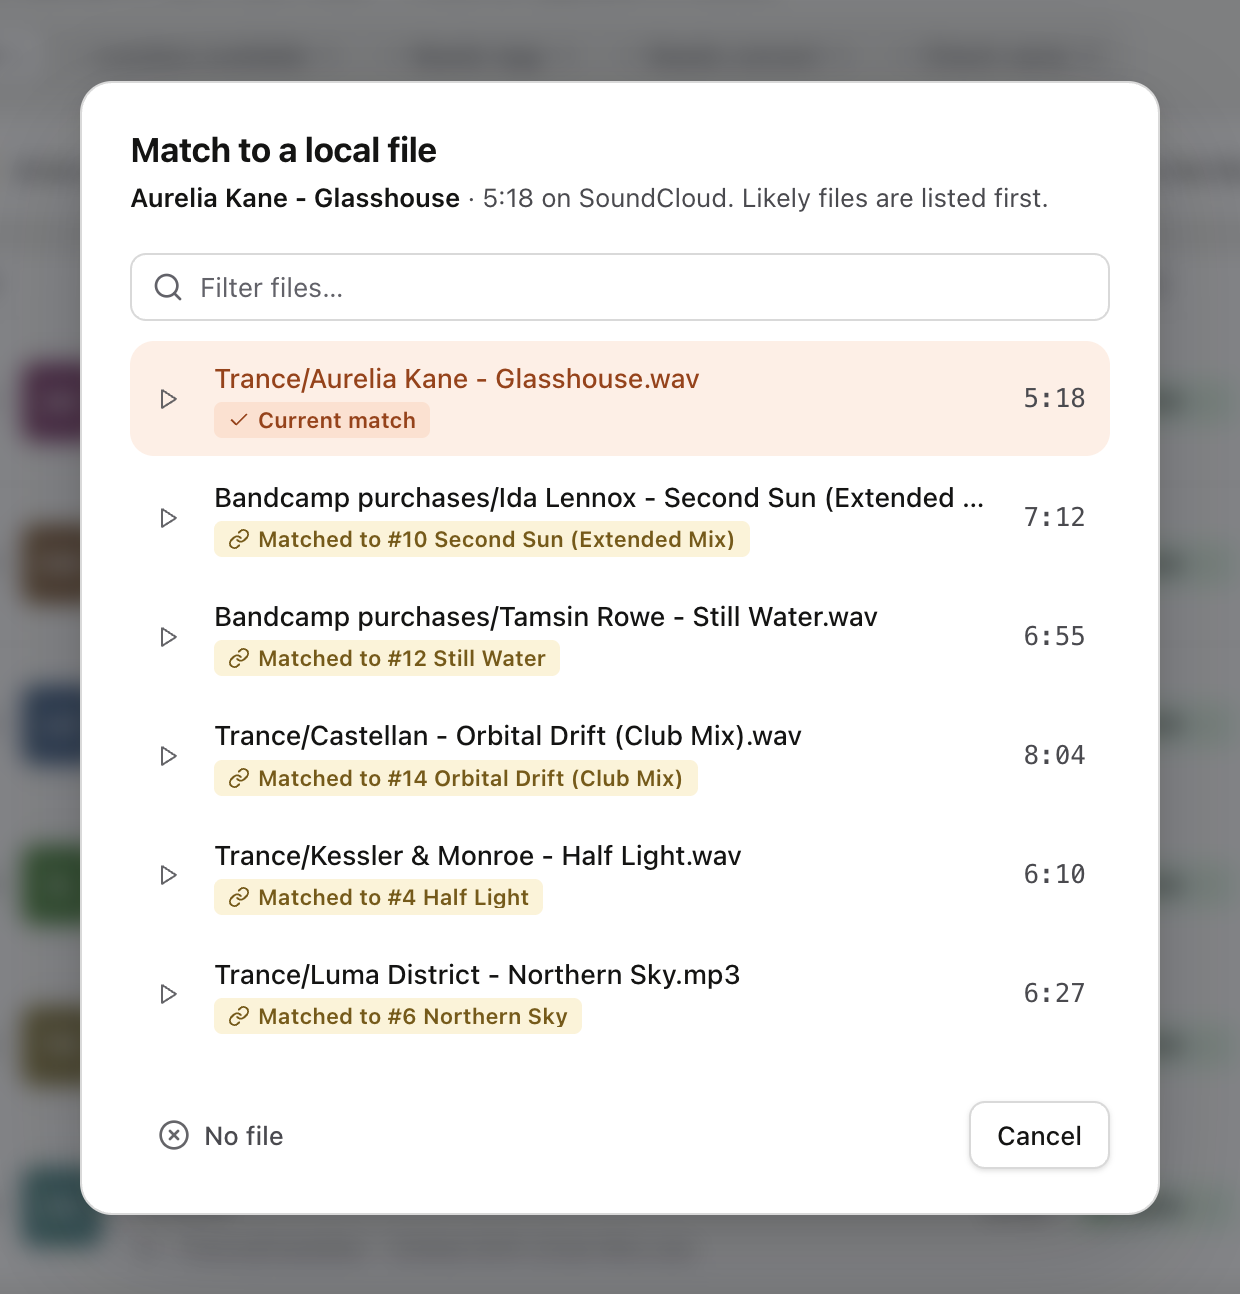 Match to a local file
Aurelia Kane - Glasshouse · 5:18 on SoundCloud. Likely files are listed first.
Filter files...
Trance/Aurelia Kane - Glasshouse.wav
Current match
5:18
Bandcamp purchases/Ida Lennox - Second Sun (Extended ...
Matched to #10 Second Sun (Extended Mix)
7:12
Bandcamp purchases/Tamsin Rowe - Still Water.wav
Matched to #12 Still Water
6:55
Trance/Castellan - Orbital Drift (Club Mix).wav
Matched to #14 Orbital Drift (Club Mix)
8:04
Trance/Kessler & Monroe - Half Light.wav
Matched to #4 Half Light
6:10
Trance/Luma District - Northern Sky.mp3
Matched to #6 Northern Sky
6:27
No file
Cancel